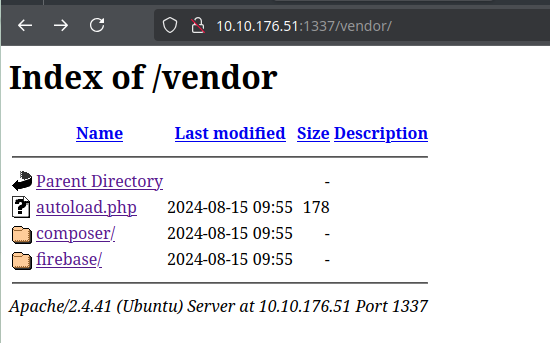 10.10.176.51:1337/vendor/
Index of /vendor
Name Last modified Size Description
Parent Directory -
autoload.php 2024-08-15 09:55 178
composer/ 2024-08-15 09:55 -
firebase/ 2024-08-15 09:55 -
Apache/2.4.41 (Ubuntu) Server at 10.10.176.51 Port 1337